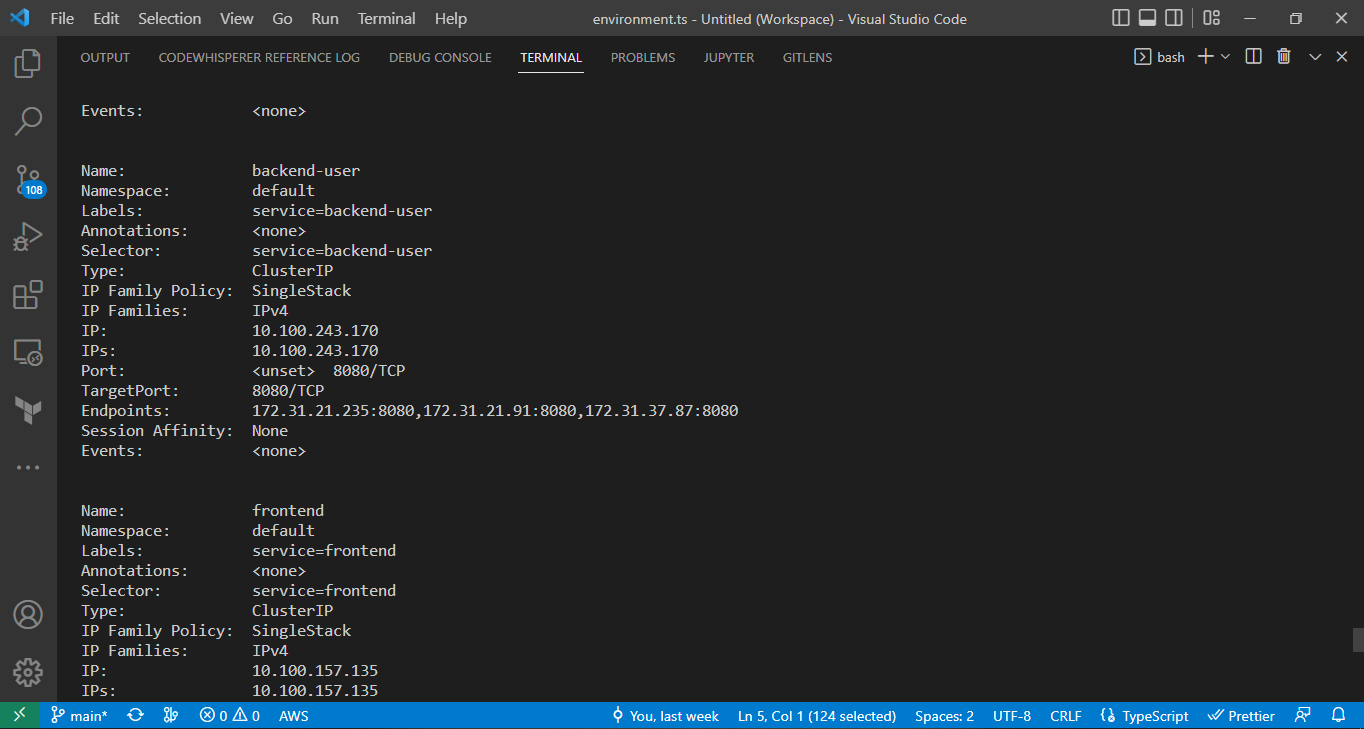 File Edit Selection View Go Run Terminal Help environment.ts - Untitled (Workspace) - Visual Studio Code
OUTPUT CODEWHISPERER REFERENCE LOG DEBUG CONSOLE TERMINAL PROBLEMS JUPYTER GITLENS bash
Events: <none>
Name: backend-user
Namespace: default
Labels: service=backend-user
Annotations: <none>
Selector: service=backend-user
Type: ClusterIP
IP Family Policy: SingleStack
IP Families: IPv4
IP: 10.100.243.170
IPs: 10.100.243.170
Port: <unset> 8080/TCP
TargetPort: 8080/TCP
Endpoints: 172.31.21.235:8080,172.31.21.91:8080,172.31.37.87:8080
Session Affinity: None
Events: <none>
Name: frontend
Namespace: default
Labels: service=frontend
Annotations: <none>
Selector: service=frontend
Type: ClusterIP
IP Family Policy: SingleStack
IP Families: IPv4
IP: 10.100.157.135
IPs: 10.100.157.135
108
main* 0 0 AWS You, last week Ln 5, Col 1 (124 selected) Spaces: 2 UTF-8 CRLF TypeScript Prettier